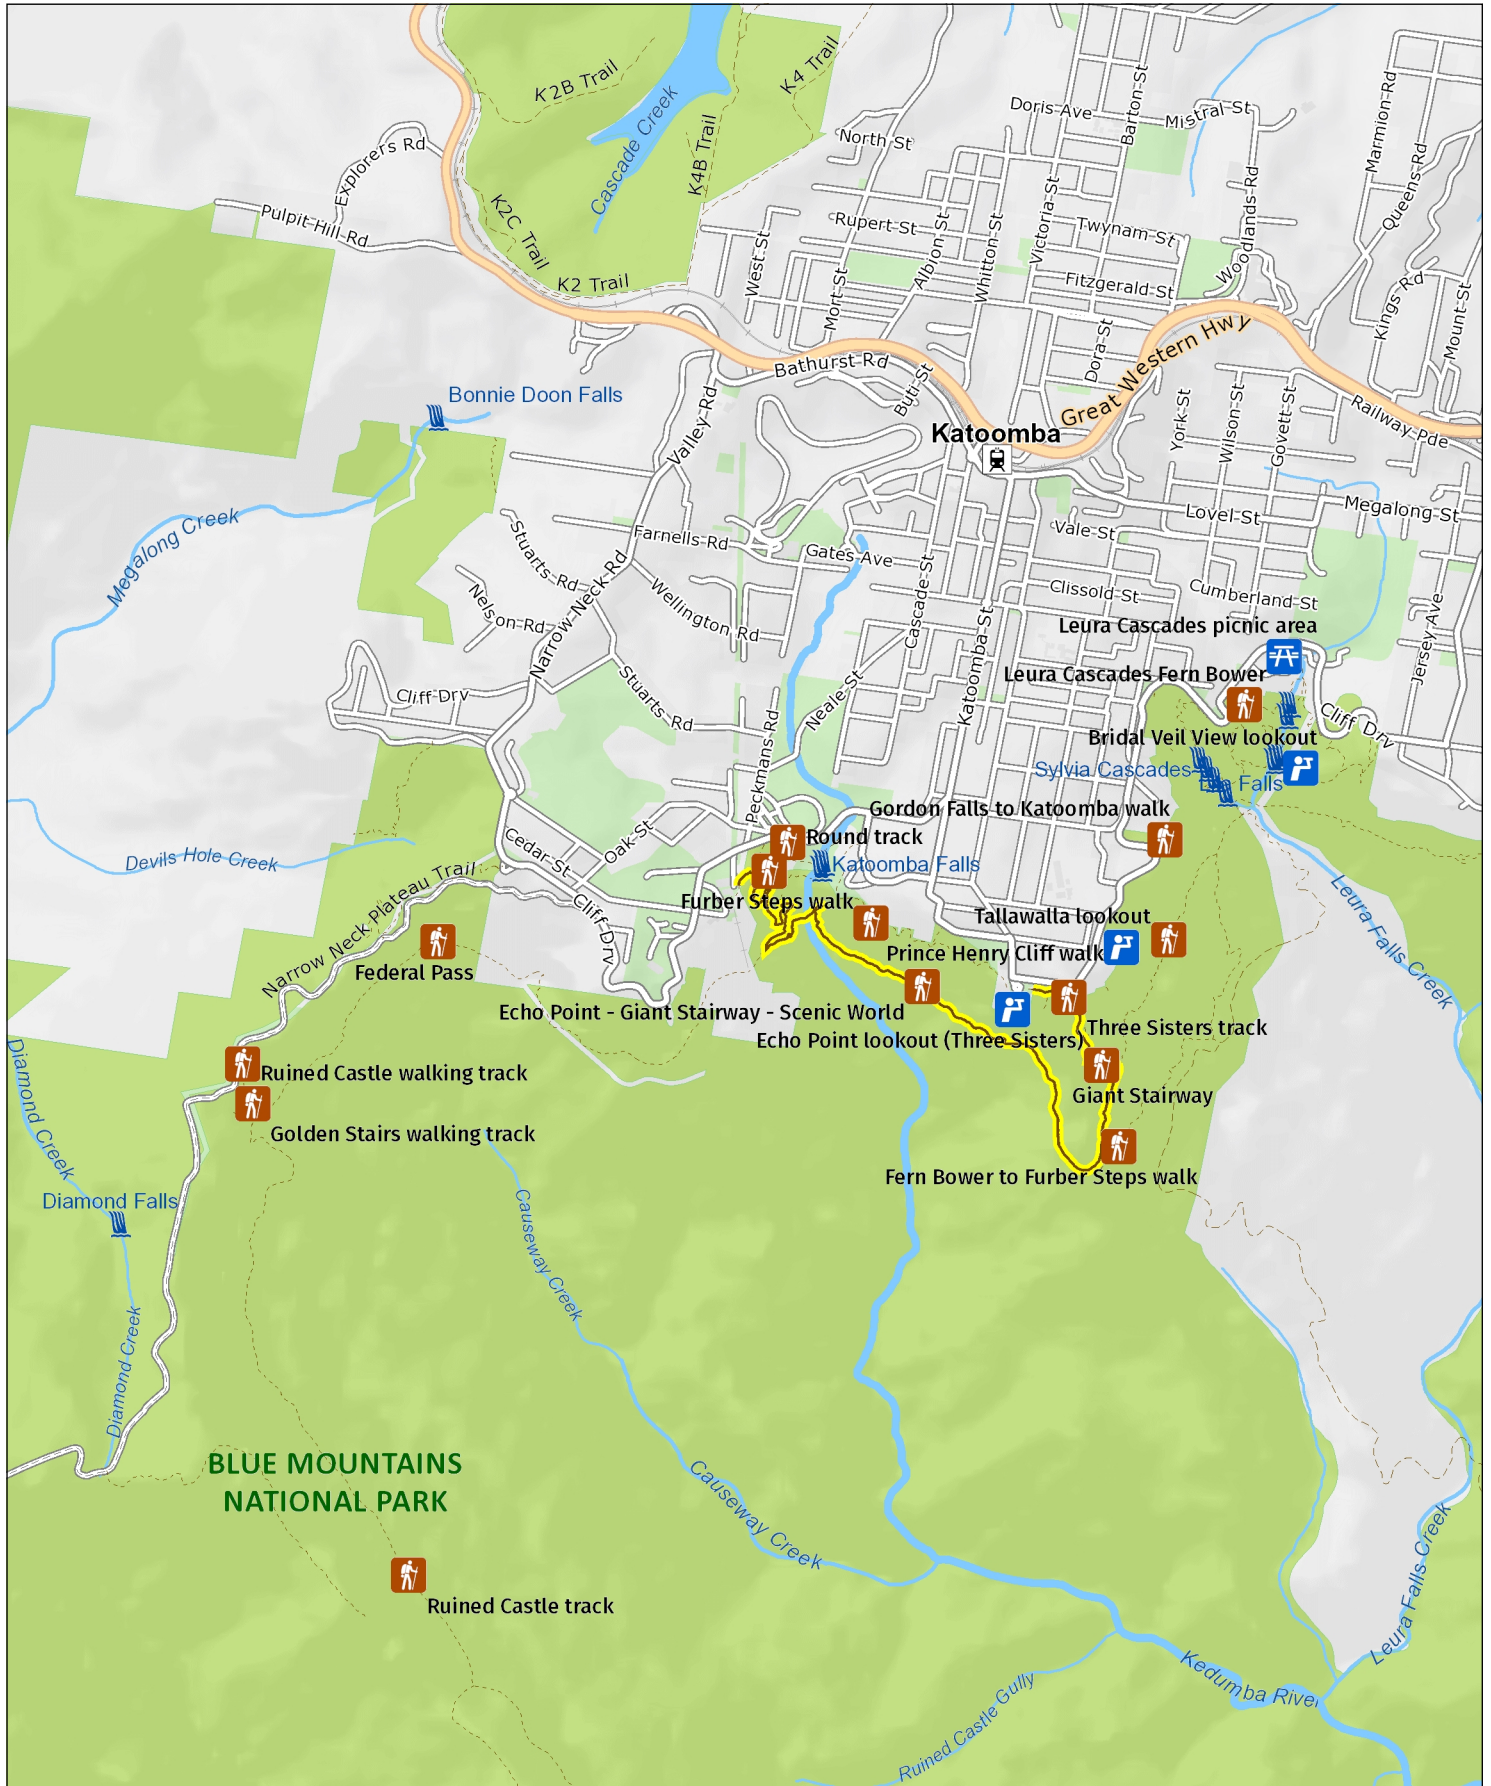 K2B Trail
K4 Trail
Cascade Creek
K4B Trail
Explorers Rd
Pulpit Hill Rd
K2C Trail
K2 Trail
North St
Doris Ave
Barton St
Mistral St
Marmion Rd
Queens Rd
West St
Rupert St
Albion St
Whitton St
Victoria St
Twynam St
Woodlands Rd
Mort St
Fitzgerald St
Kings Rd
Mount St
Bathurst Rd
Buti St
Dora St
Great Western Hwy
Railway Pde
Bonnie Doon Falls
Valley Rd
Katoomba
York St
Wilson St
Govett St
Megalong Creek
Megalong St
Lovel St
Vale St
Stuarts Rd
Farnells Rd
Gates Ave
Nelson Rd
Narrow Neck Rd
Wellington Rd
Cascade St
Clissold St
Cumberland St
Jersey Ave
Leura Cascades picnic area
Leura Cascades Fern Bower
Katoomba St
Cliff Drv
Stuarts Rd
Neale St
Cliff Drv
Bridal Veil View lookout
Sylvia Cascades
Falls
Peckmans Rd
Gordon Falls to Katoomba walk
Round track
Katoomba Falls
Devils Hole Creek
Cedar St
Oak St
Furber Steps walk
Leura Falls Creek
Narrow Neck Plateau Trail
Cliff Drv
Tallawalla lookout
Prince Henry Cliff walk
Federal Pass
Echo Point - Giant Stairway - Scenic World
Echo Point lookout (Three Sisters)
Three Sisters track
Diamond Creek
Ruined Castle walking track
Giant Stairway
Golden Stairs walking track
Fern Bower to Furber Steps walk
Diamond Falls
Causeway Creek
Diamond Creek
BLUE MOUNTAINS
NATIONAL PARK
Causeway Creek
Leura Falls Creek
Ruined Castle track
Kedumba River
Ruined Castle Gully